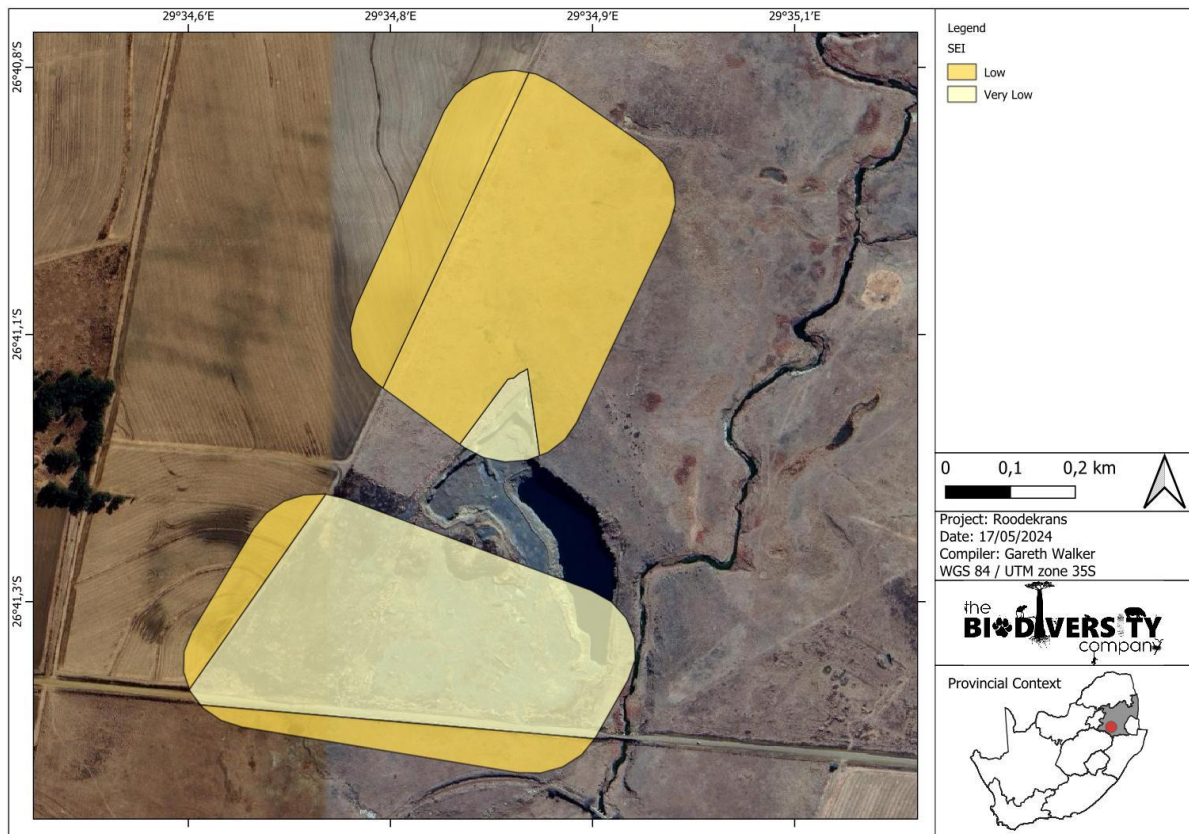 29°34,6'E
29°34,8'E
29°34,9'E
29°35,1'E
26°40,8'S
26°41,1'S
26°41,3'S
Legend
SEI
Low
Very Low
0 0,1 0,2 km
Project: Roodekrans
Date: 17/05/2024
Compiler: Gareth Walker
WGS 84 / UTM zone 35S
the
BIODIVERSITY
company
Provincial Context